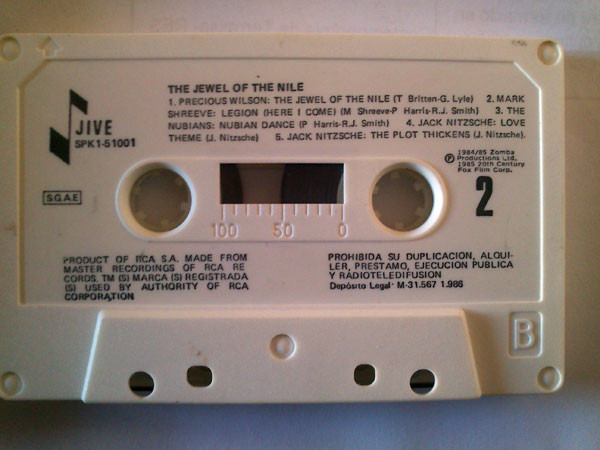 THE JEWEL OF THE NILE
1. PRECIOUS WILSON: THE JEWEL OF THE NILE (T Britten-G. Lyle) 2. MARK
SHREEVE: LEGION (HERE I COME) (M Shreeve-P Harris-R.J. Smith) 3. THE
NUBIANS: NUBIAN DANCE (P Harris-R.J. Smith) 4. JACK NITZSCHE: LOVE
THEME (J. Nitzsche) 5. JACK NITZSCHE: THE PLOT THICKENS (J. Nitzsche).
JIVE
SPK1-51001
℗ 1984/85 Zomba
Productions Ltd.
1985 20th Century
Fox Film Corp.
S.G.A.E
2
100 50 0
PRODUCT OF RCA S.A. MADE FROM
MASTER RECORDINGS OF RCA RE
CORDS. TM (S) MARCA (S) REGISTRADA
(S) USED BY AUTHORITY OF RCA
CORPORATION
PROHIBIDA SU DUPLICACION, ALQUI-
LER, PRESTAMO, EJECUCION PUBLICA
Y RADIOTELEDIFUSION
Depósito Legal- M-31.567 1.986
B